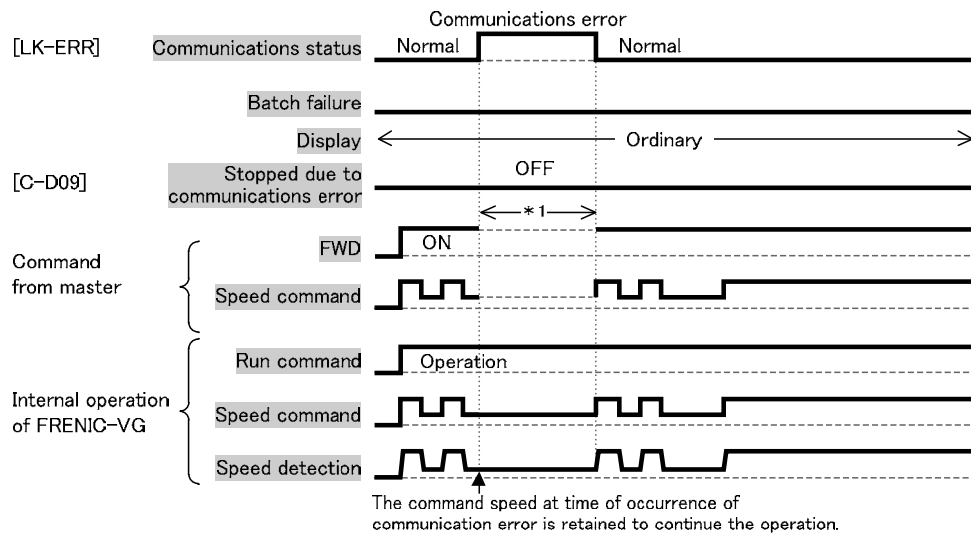 Communications error
[LK-ERR]
Communications status
Normal
Normal
Batch failure
Display
Ordinary
[C-D09]
Stopped due to
communications error
OFF
*1
FWD
ON
Command
from master
Speed command
Run command
Operation
Internal operation
of FRENIC-VG
Speed command
Speed detection
The command speed at time of occurrence of
communication error is retained to continue the operation.